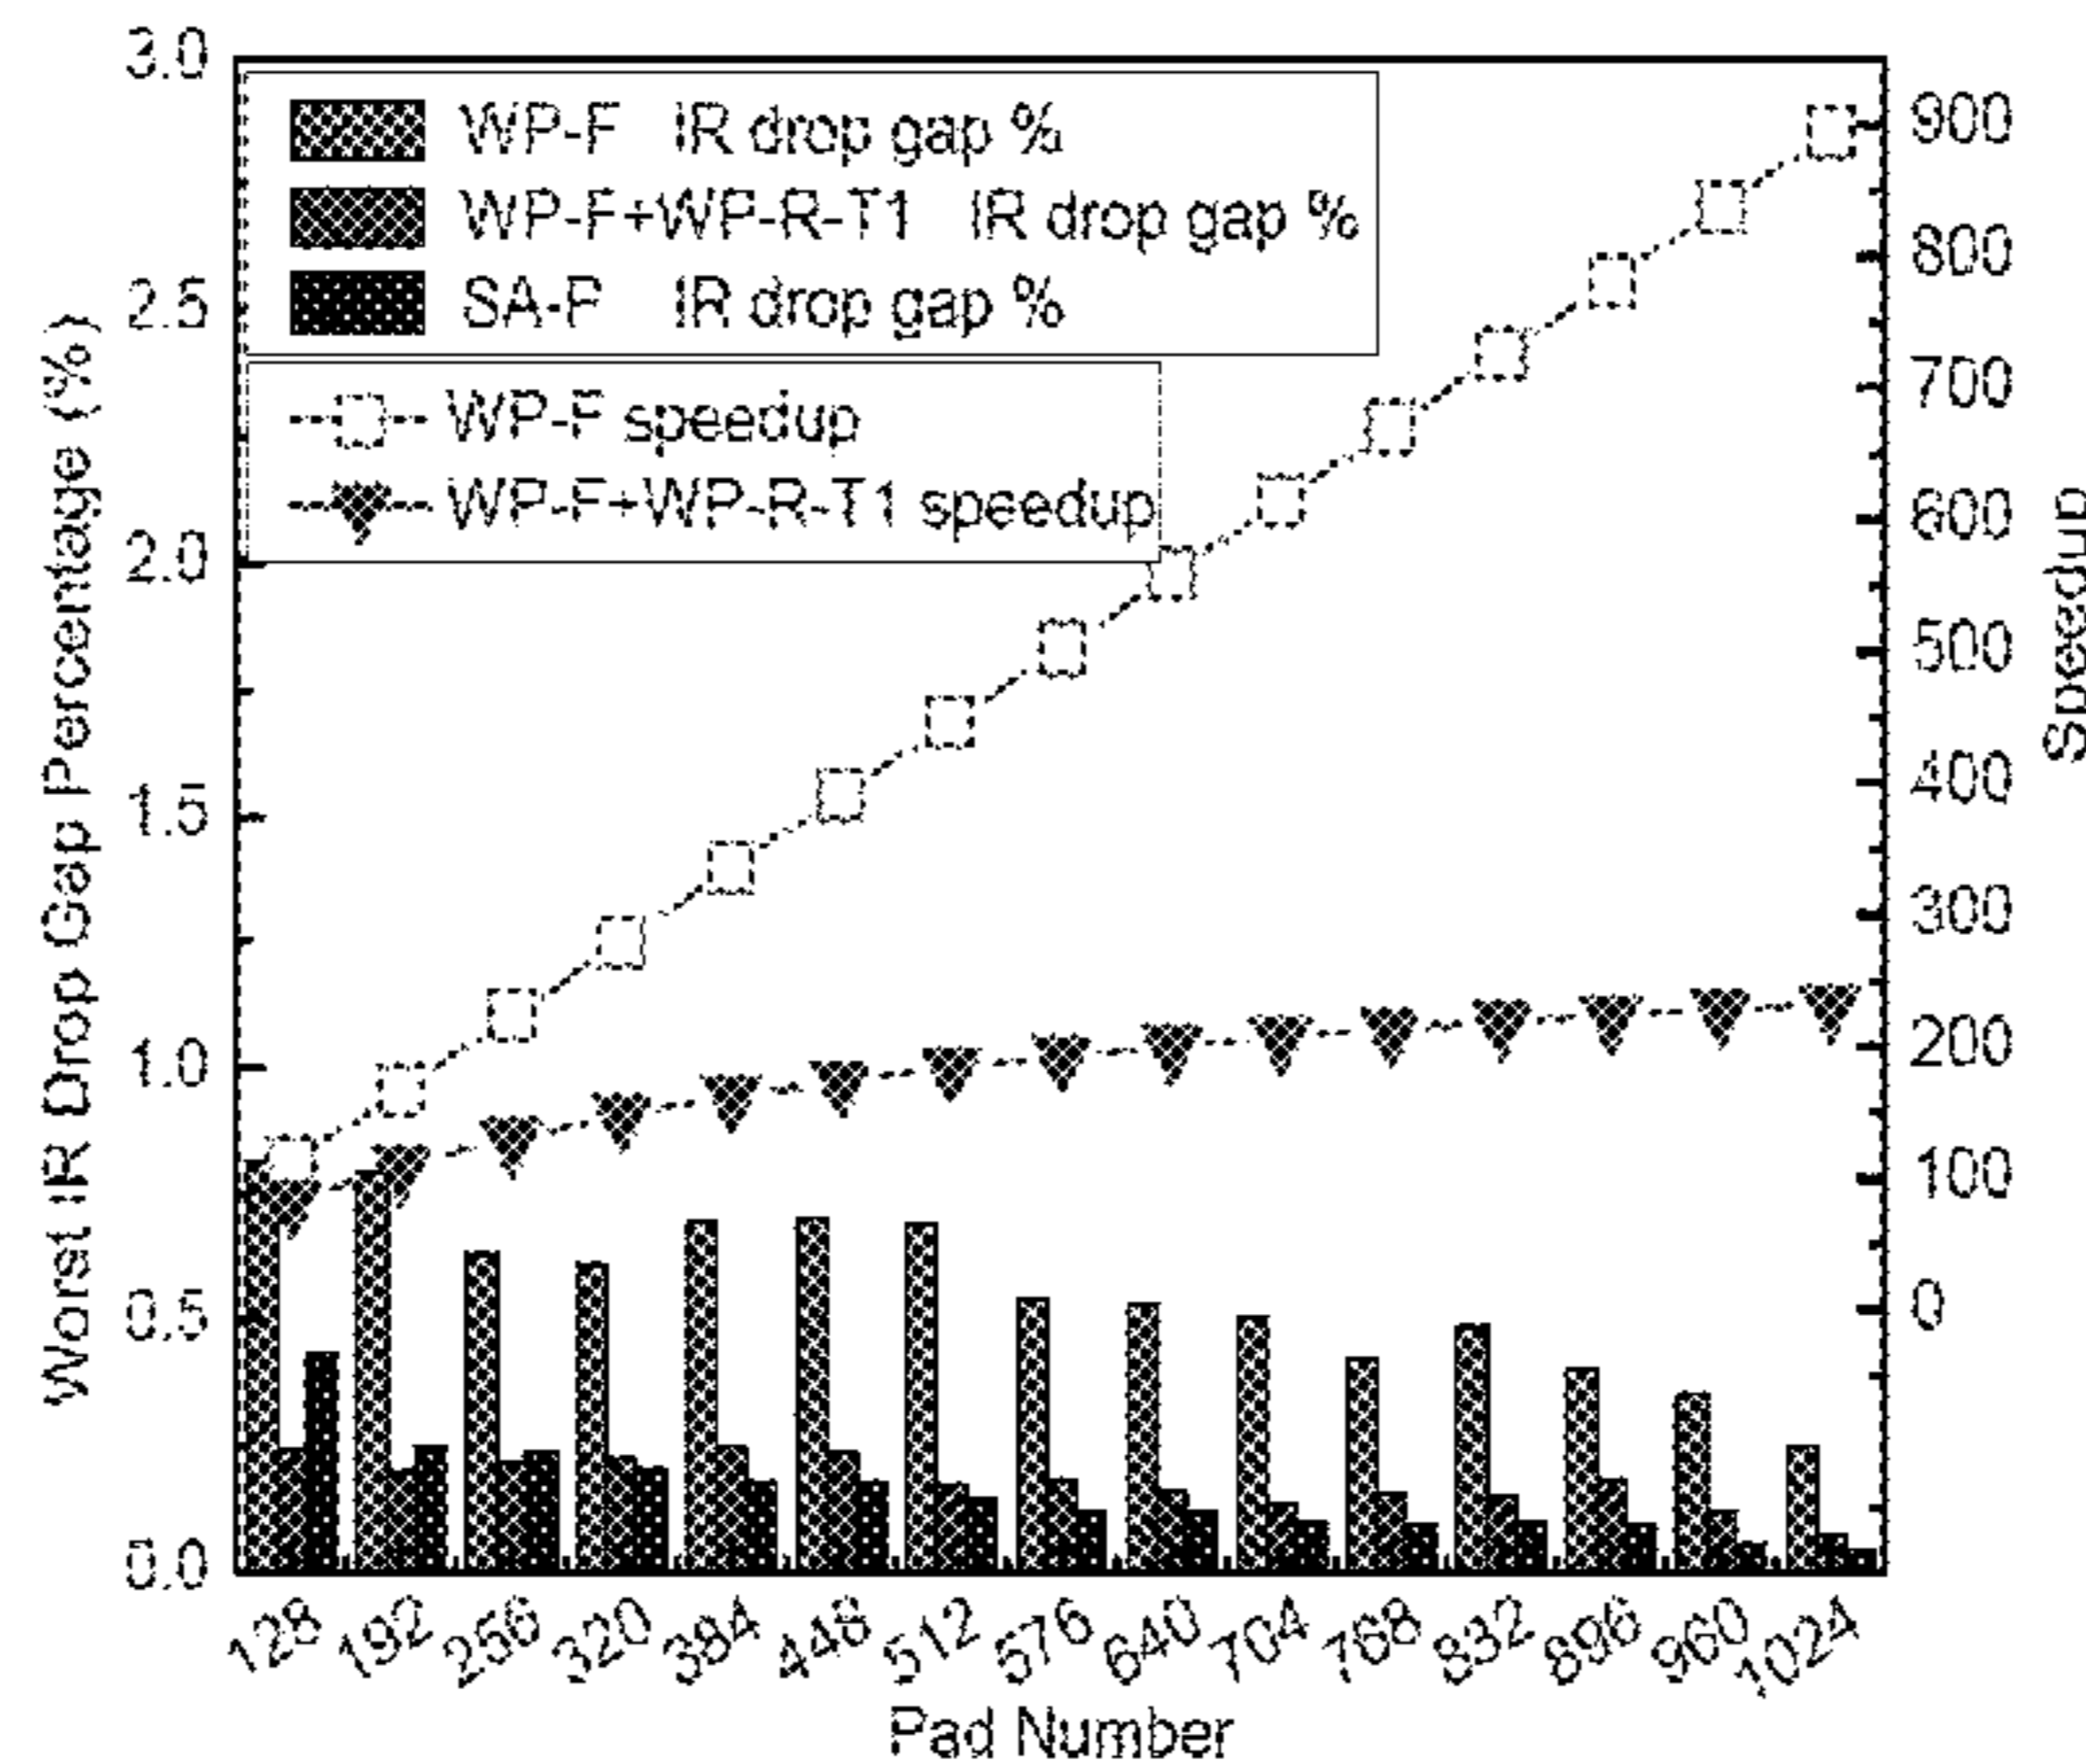 3.0
2.5
2.0
1.5
1.0
0.5
0.0
Worst IR Drop Gap Percentage (%)
WP-F IR drop gap %
WP-F+WP-R-T1 IR drop gap %
SA-P IR drop gap %
WP-F speedup
WP-F+WP-R-T1 speedup
900
800
700
600
500
400
300
200
100
0
Speedup
128 192 256 320 384 448 512 576 640 704 768 832 896 960 1024
Pad Number